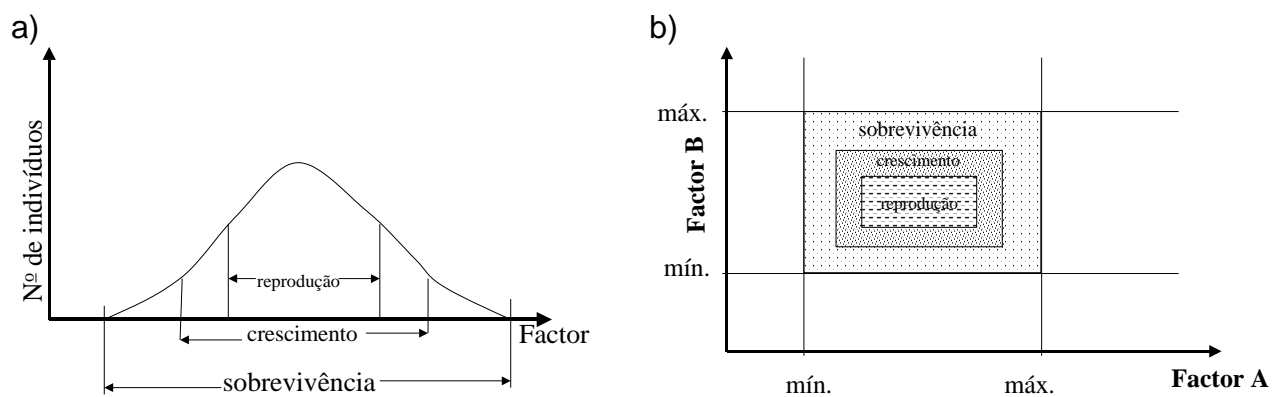 a)
Nº de indivíduos
reprodução
crescimento
Factor
sobrevivência
b)
máx.
Factor B
mín.
sobrevivência
crescimento
reprodução
mín.
máx.
Factor A